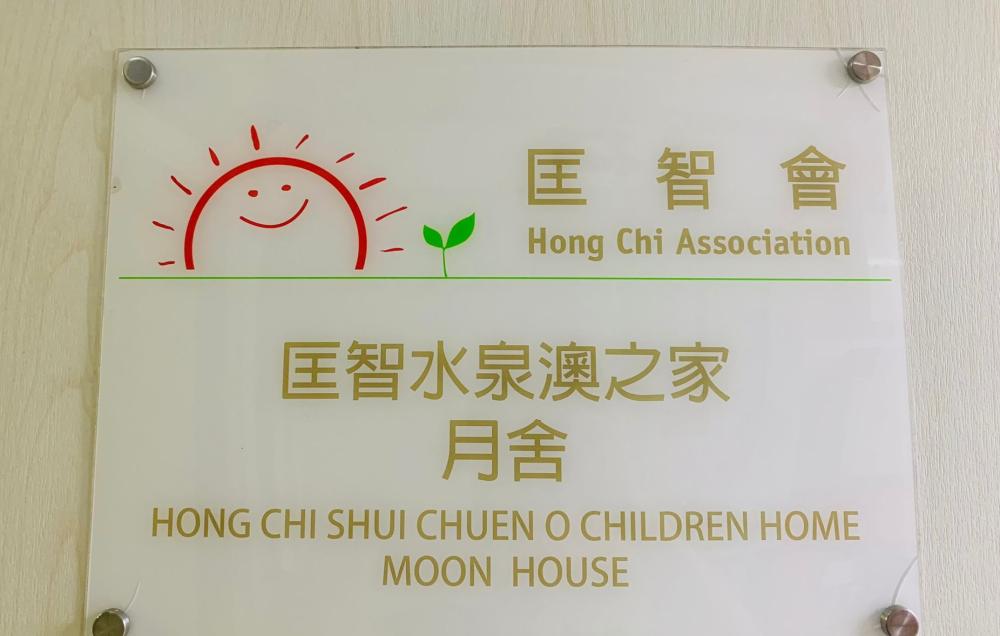 匡智會
Hong Chi Association
匡智水泉澳之家
月舍
HONG CHI SHUI CHUEN O CHILDREN HOME
MOON HOUSE